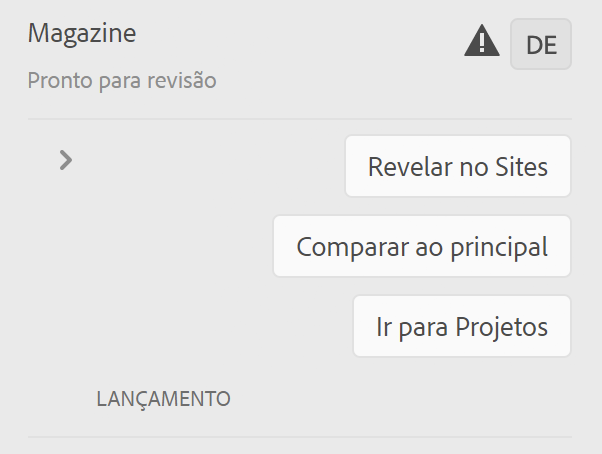 Magazine
DE
Pronto para revisão
Revelar no Sites
Comparar ao principal
Ir para Projetos
LANÇAMENTO